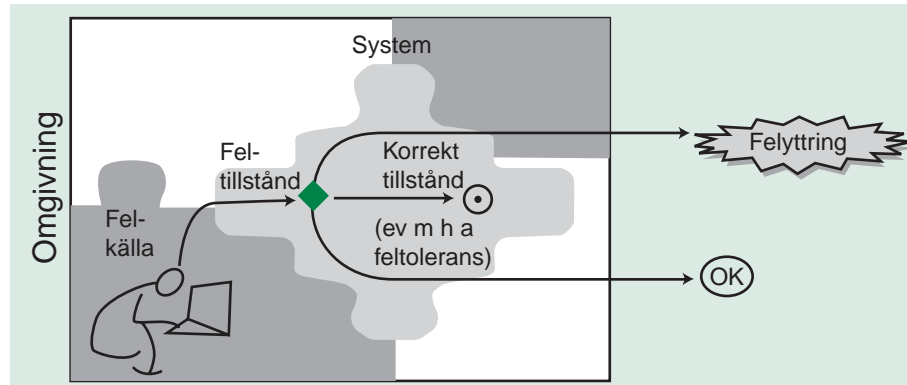 System
Omgivning
Fel-
tillstånd
Korrekt
tillstånd
Felyttring
(ev m h a
feltolerans)
Fel-
källa
OK